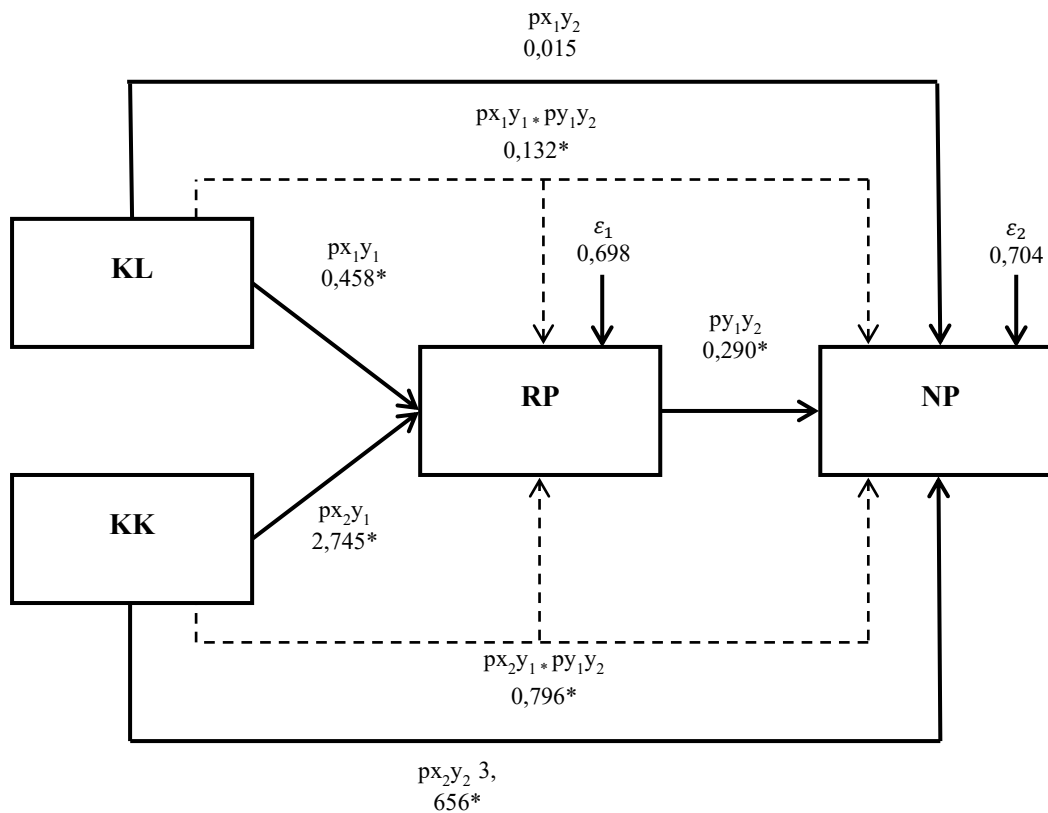 px₁y₂
0,015
px₁y₁ * py₁y₂
0,132*
KL
px₁y₁
0,458*
ε₁
0,698
ε₂
0,704
py₁y₂
0,290*
RP
NP
KK
px₂y₁
2,745*
px₂y₁ * py₁y₂
0,796*
px₂y₂ 3,
656*